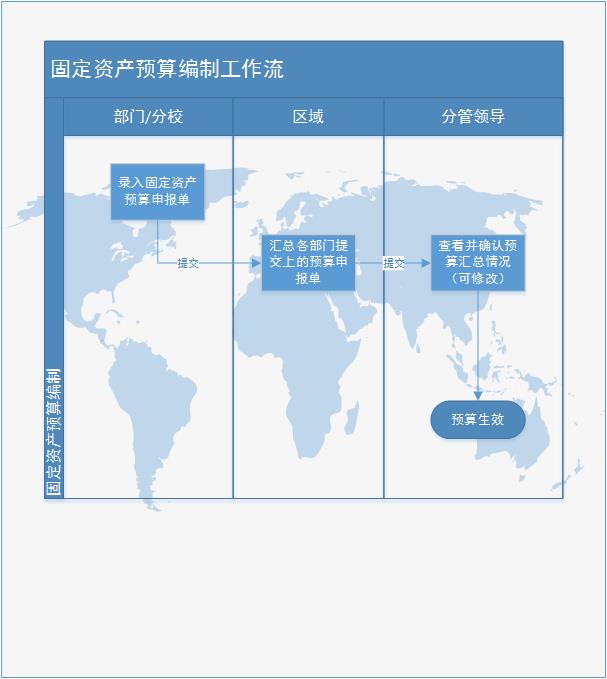 固定资产预算编制工作流
部门/分校
区域
分管领导
录入固定资产
预算申报单
提交
汇总各部门提
交上的预算申
报单
提交
查看并确认预
算汇总情况
（可修改）
预算生效
固定资产预算编制